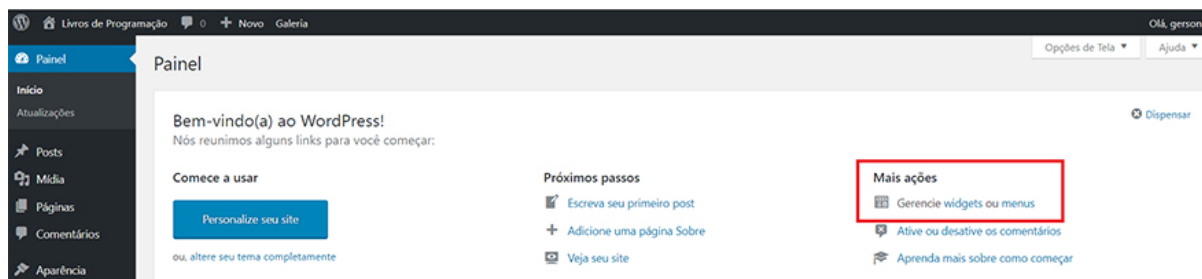 Livros de Programação 0 Novo Galeria Olá, gerson
Painel
Opções de Tela Ajuda
Painel
Início
Atualizações
Posts
Mídia
Páginas
Comentários
Aparência
Bem-vindo(a) ao WordPress!
Dispensar
Nós reunimos alguns links para você começar:
Comece a usar
Personalize seu site
ou, altere seu tema completamente
Próximos passos
Escreva seu primeiro post
Adicione uma página Sobre
Veja seu site
Mais ações
Gerencie widgets ou menus
Ative ou desative os comentários
Aprenda mais sobre como começar